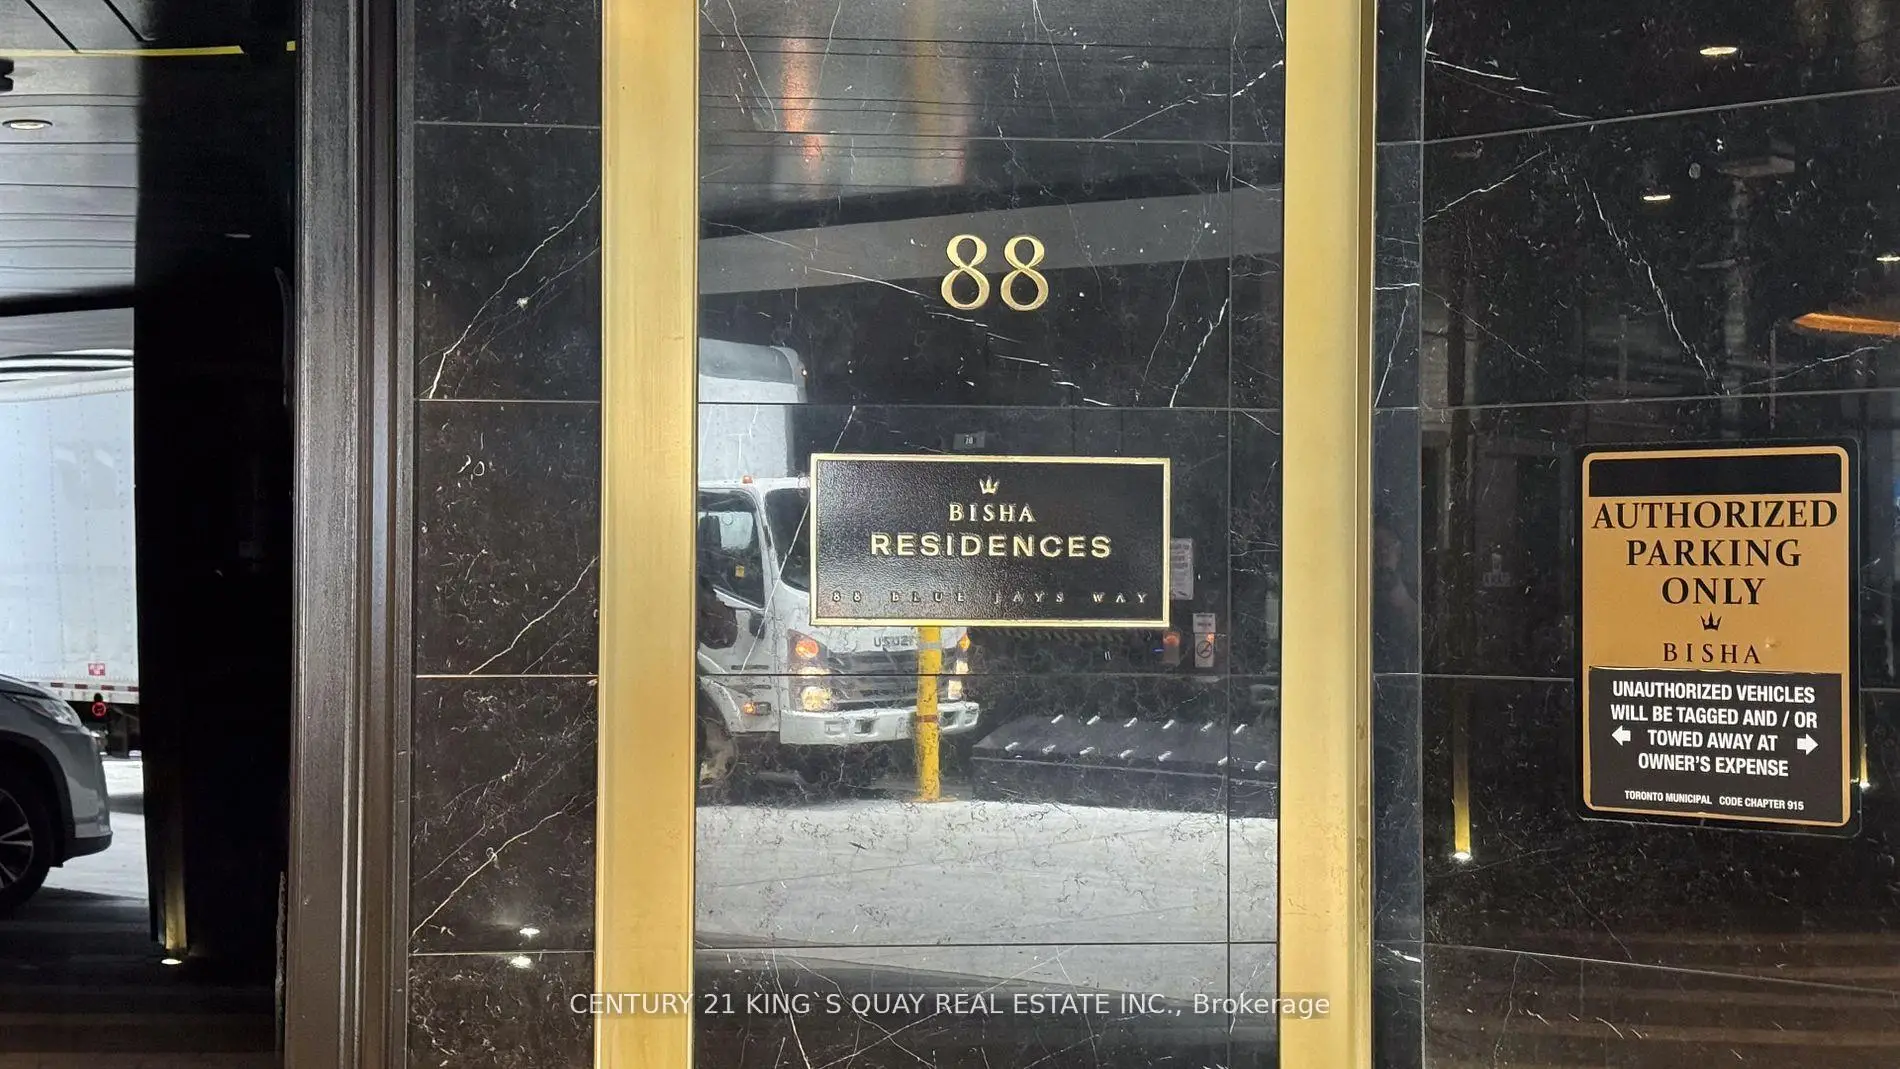 88
BISHA
RESIDENCES
88 BLUE JAYS WAY
ISUZU
AUTHORIZED
PARKING
ONLY
BISHA
UNAUTHORIZED VEHICLES
WILL BE TAGGED AND / OR
TOWED AWAY AT
OWNER'S EXPENSE
TORONTO MUNICIPAL CODE CHAPTER 915
CENTURY 21 KING`S QUAY REAL ESTATE INC., Brokerage